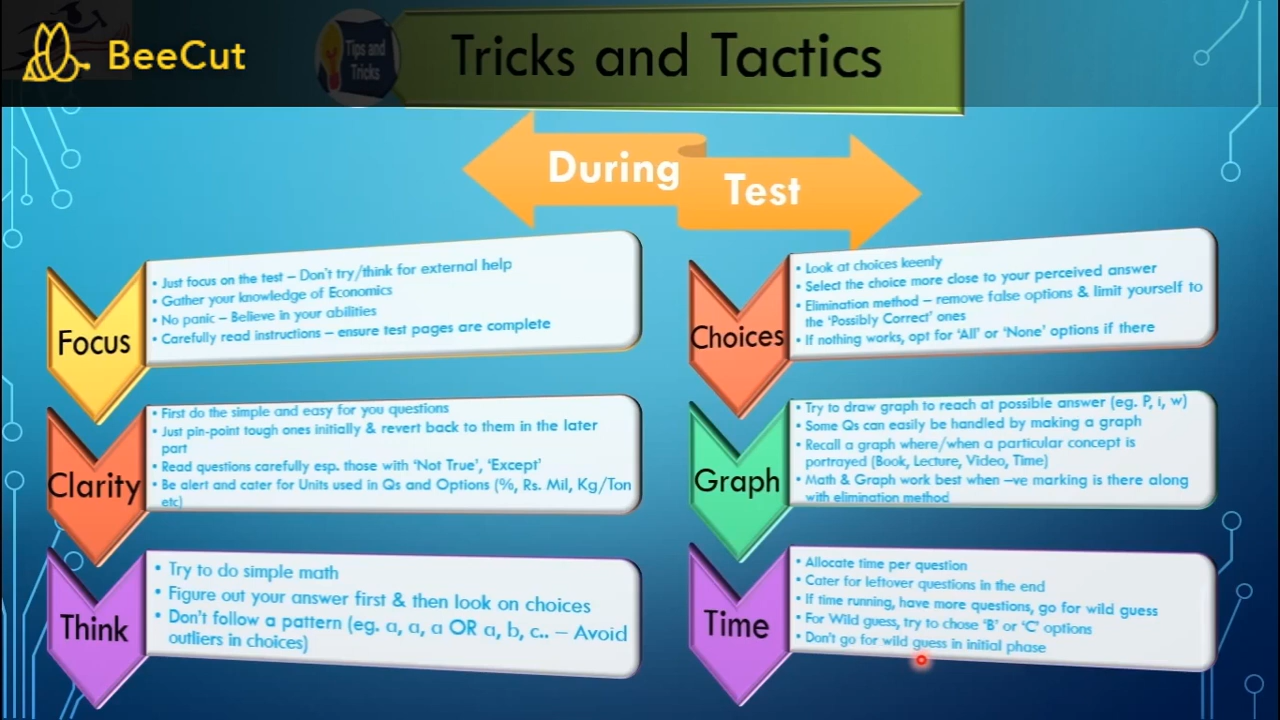 BeeCut
Tips and
Tricks
Tricks and Tactics
During
Test
Focus
• Just focus on the test – Don't try/think for external help
• Gather your knowledge of Economics
• No panic – Believe in your abilities
• Carefully read instructions – ensure test pages are complete
Clarity
• First do the simple and easy for you questions
• Just pin-point tough ones initially & revert back to them in the later
part
• Read questions carefully esp. those with 'Not True', 'Except'
• Be alert and cater for Units used in Qs and Options (%, Rs. Mil, Kg/Ton
etc)
Think
• Try to do simple math
• Figure out your answer first & then look on choices
• Don't follow a pattern (eg. a, a, a OR a, b, c.. – Avoid
outliers in choices)
Choices
• Look at choices keenly
• Select the choice more close to your perceived answer
• Elimination method – remove false options & limit yourself to
the 'Possibly Correct' ones
• If nothing works, opt for 'All' or 'None' options if there
Graph
• Try to draw graph to reach at possible answer (eg. P, i, w)
• Some Qs can easily be handled by making a graph
• Recall a graph where/when a particular concept is
portrayed (Book, Lecture, Video, Time)
• Math & Graph work best when –ve marking is there along
with elimination method
Time
• Allocate time per question
• Cater for leftover questions in the end
• If time running, have more questions, go for wild guess
• For Wild guess, try to chose 'B' or 'C' options
• Don't go for wild guess in initial phase